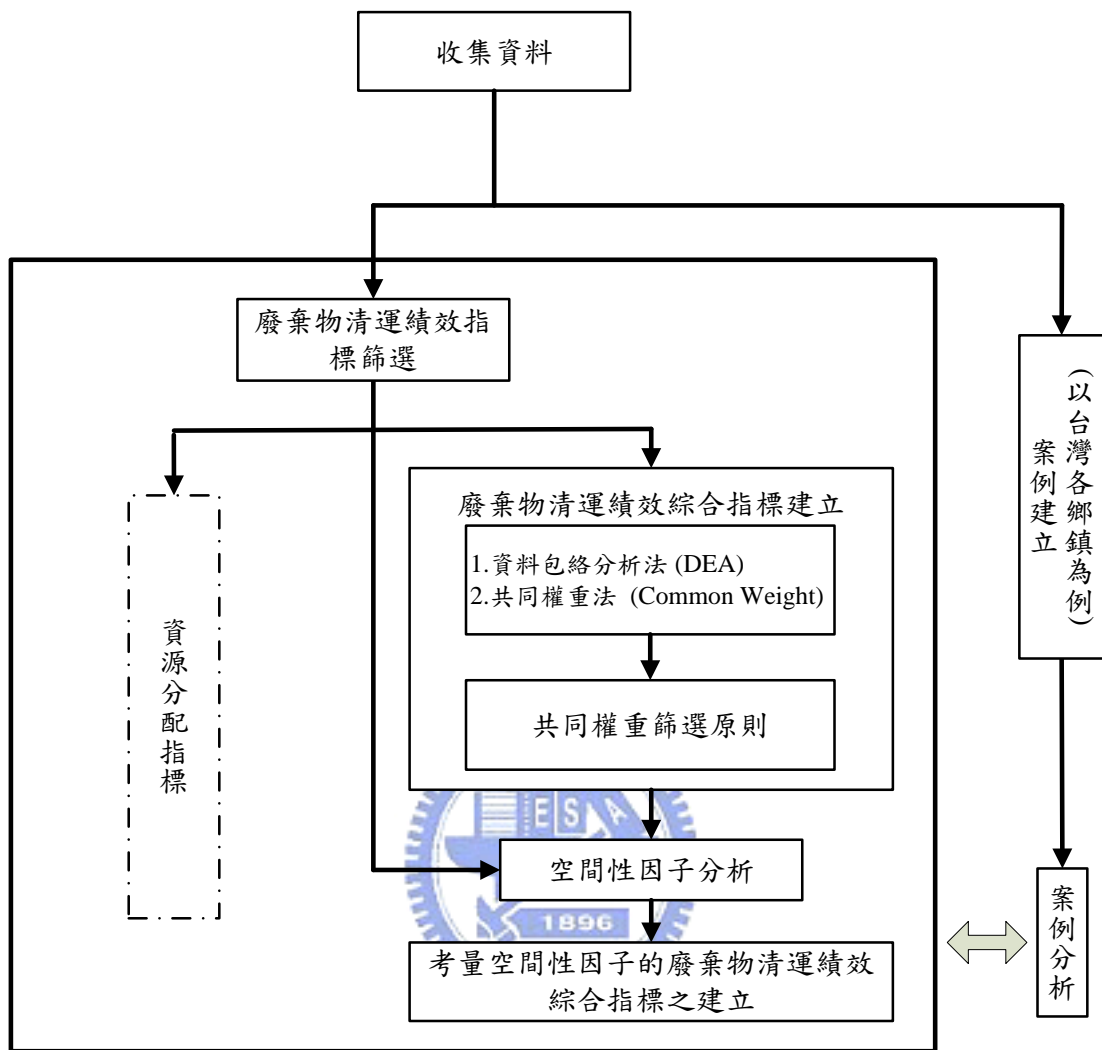 收集資料
廢棄物清運績效指
標篩選
廢棄物清運績效綜合指標建立
1.資料包絡分析法 (DEA)
2.共同權重法 (Common Weight)
共同權重篩選原則
資源分配指標
ESA
空間性因子分析
1896
考量空間性因子的廢棄物清運績效
綜合指標之建立
案例建立
(以台灣各鄉鎮為例)
案例分析